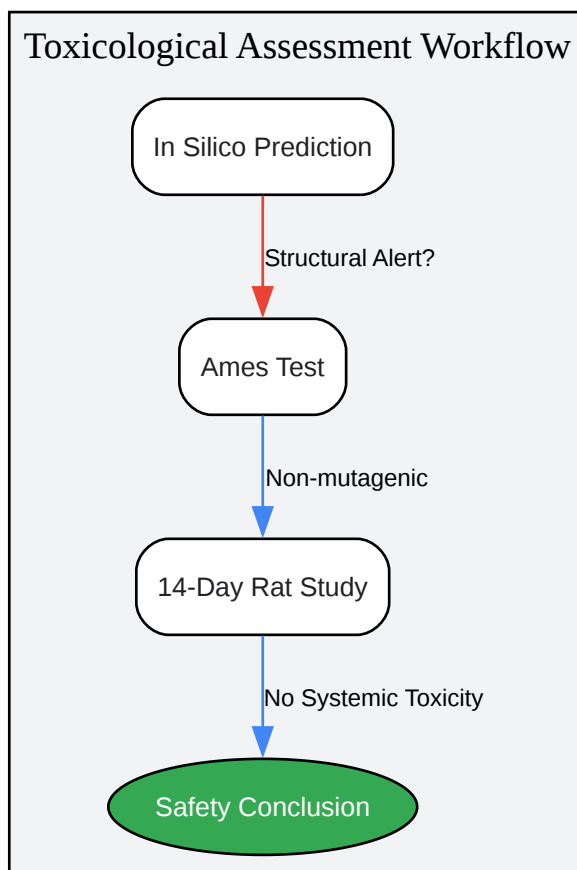 Toxicological Assessment Workflow
In Silico Prediction
Structural Alert?
Ames Test
Non-mutagenic
14-Day Rat Study
No Systemic Toxicity
Safety Conclusion